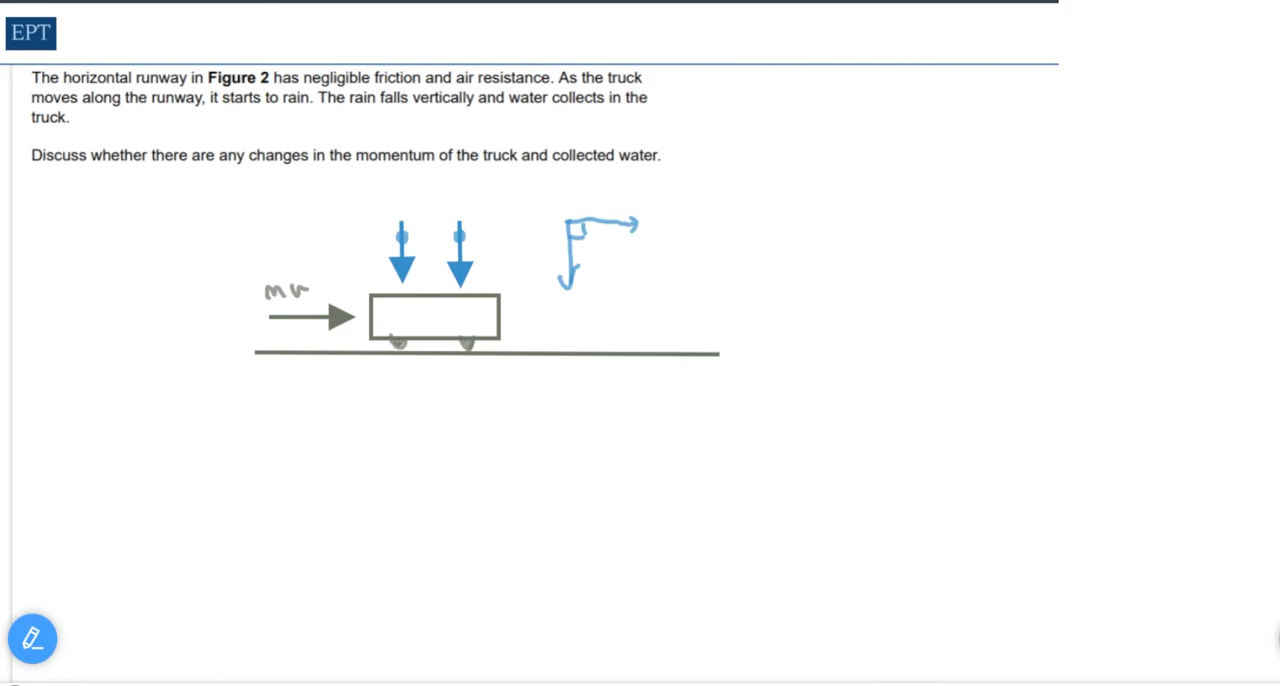 EPT
The horizontal runway in Figure 2 has negligible friction and air resistance. As the truck
moves along the runway, it starts to rain. The rain falls vertically and water collects in the
truck.
Discuss whether there are any changes in the momentum of the truck and collected water.
mv